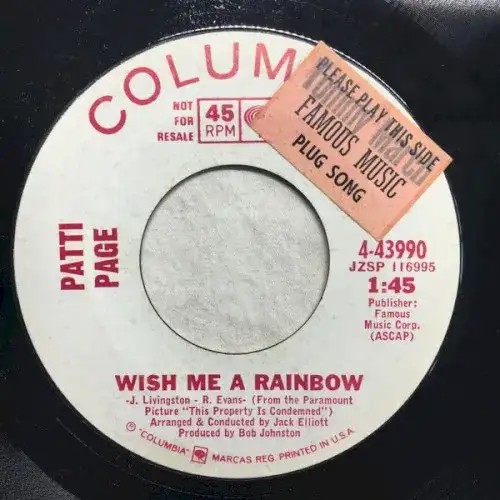 COLUM
NOT
FOR
RESALE
45
RPM
PLEASE PLAY THIS SIDE
FAMOUS MUSIC
PLUG SONG
PATTI
PAGE
4-43990
JZSP 116995
1:45
Publisher:
Famous
Music Corp.
(ASCAP)
WISH ME A RAINBOW
-J. Livingston - R. Evans- (From the Paramount
Picture "This Property Is Condemned")
Arranged & Conducted by Jack Elliott
Produced by Bob Johnston
℗ "COLUMBIA" MARCAS REG. PRINTED IN U.S.A.